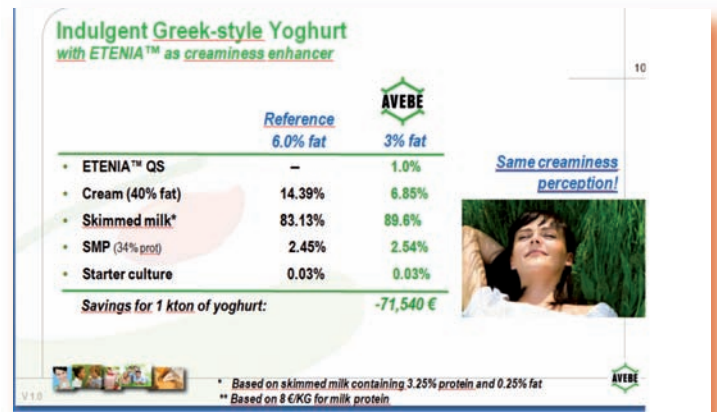 Indulgent Greek-style Yoghurt
with ETENIA™ as creaminess enhancer
10
AVEBE
Reference
6.0% fat 3% fat
• ETENIA™ QS – 1.0%
• Cream (40% fat) 14.39% 6.85%
• Skimmed milk* 83.13% 89.6%
• SMP (34% prot) 2.45% 2.54%
• Starter culture 0.03% 0.03%
Savings for 1 kton of yoghurt: -71,540 €
Same creaminess
perception!
* Based on skimmed milk containing 3.25% protein and 0.25% fat
** Based on 8 €/KG for milk protein
AVEBE
V 1.0